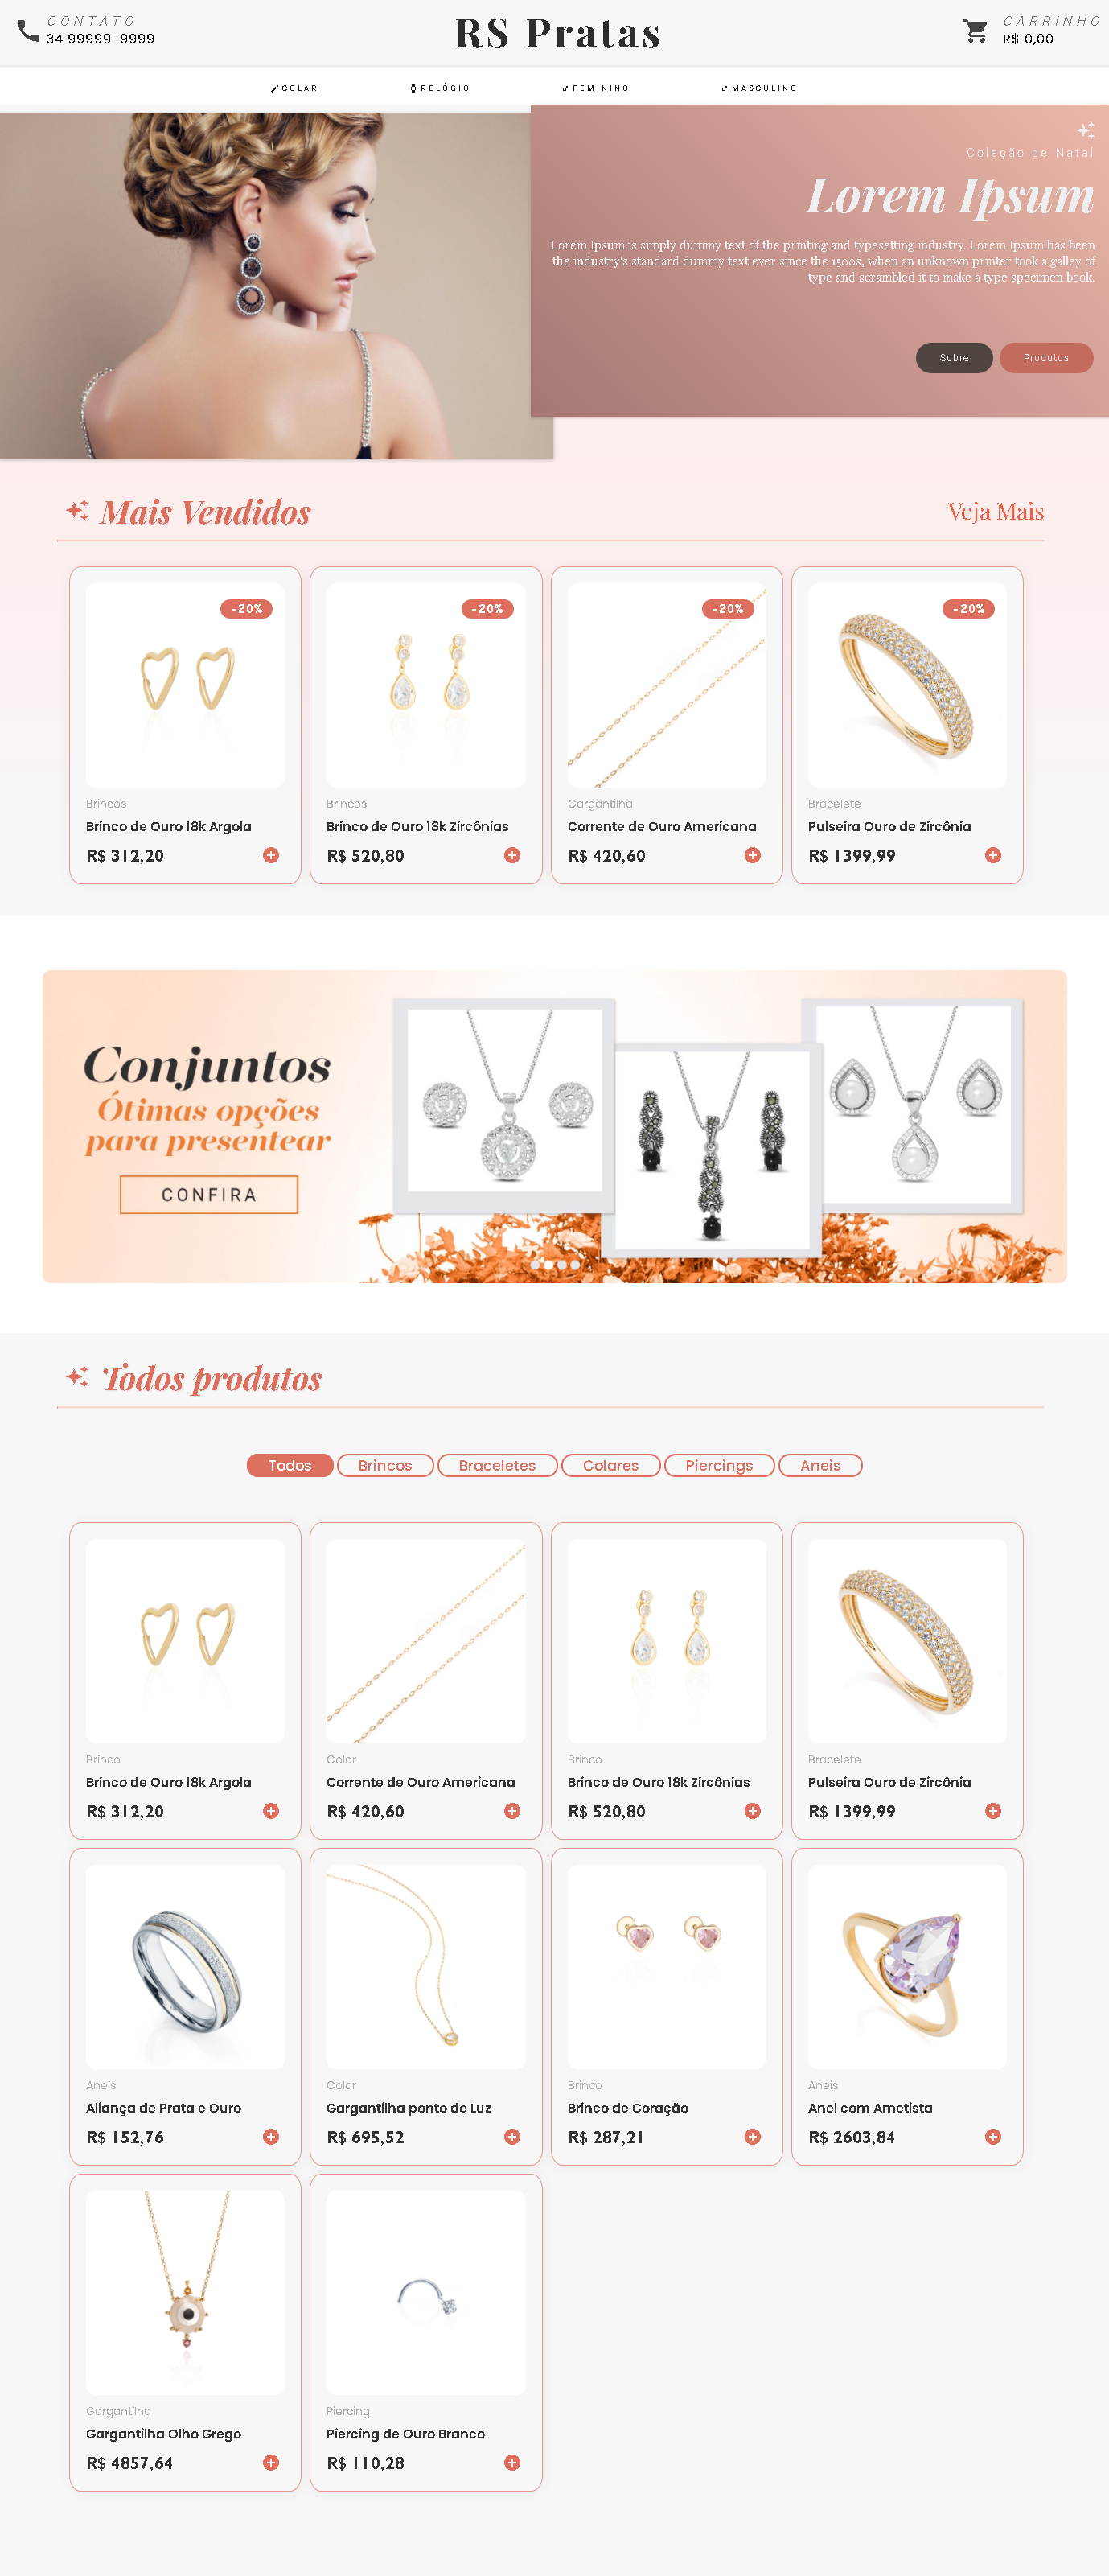 CONTATO
34 99999-9999
RS Pratas
CARRINHO
R$ 0,00
COLAR
RELÓGIO
FEMININO
MASCULINO
Coleção de Natal
Lorem Ipsum
Lorem Ipsum is simply dummy text of the printing and typesetting industry. Lorem Ipsum has been
the industry's standard dummy text ever since the 1500s, when an unknown printer took a galley of
type and scrambled it to make a type specimen book.
Sobre
Produtos
Mais Vendidos
Veja Mais
-20%
-20%
-20%
-20%
Brincos
Brincos
Gargantilha
Bracelete
Brinco de Ouro 18k Argola
Brinco de Ouro 18k Zircônias
Corrente de Ouro Americana
Pulseira Ouro de Zircônia
R$ 312,20
R$ 520,80
R$ 420,60
R$ 1399,99
Conjuntos
Ótimas opções
para presentear
CONFIRA
Todos produtos
Todos
Brincos
Braceletes
Colares
Piercings
Aneis
Brinco
Colar
Brinco
Bracelete
Brinco de Ouro 18k Argola
Corrente de Ouro Americana
Brinco de Ouro 18k Zircônias
Pulseira Ouro de Zircônia
R$ 312,20
R$ 420,60
R$ 520,80
R$ 1399,99
Aneis
Colar
Brinco
Aneis
Aliança de Prata e Ouro
Gargantilha ponto de Luz
Brinco de Coração
Anel com Ametista
R$ 152,76
R$ 695,52
R$ 287,21
R$ 2603,84
Gargantilha
Piercing
Gargantilha Olho Grego
Piercing de Ouro Branco
R$ 4857,64
R$ 110,28